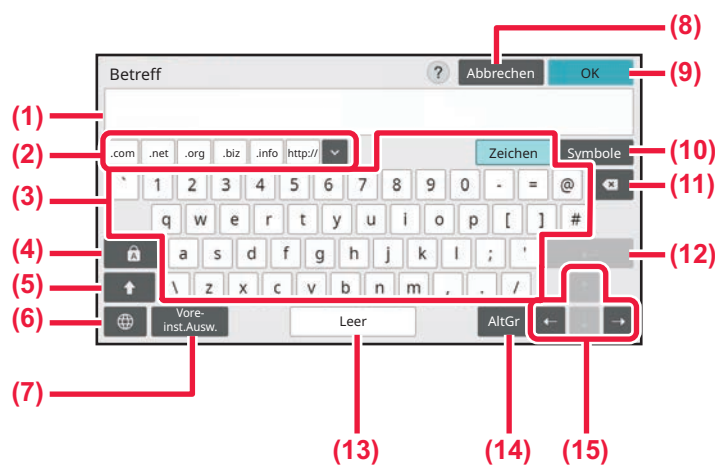 (8)
Betreff ? Abbrechen OK (9)
(1)
(2) .com .net .org .biz .info http:// Zeichen Symbole (10)
(3) ` 1 2 3 4 5 6 7 8 9 0 - = @ (11)
q w e r t y u i o p [ ] #
(4) A a s d f g h j k l ; ' (12)
(5) \ z x c v b n m , . /
(6) Vore-
inst.Ausw. Leer AltGr ← →
(7) (13) (14) (15)